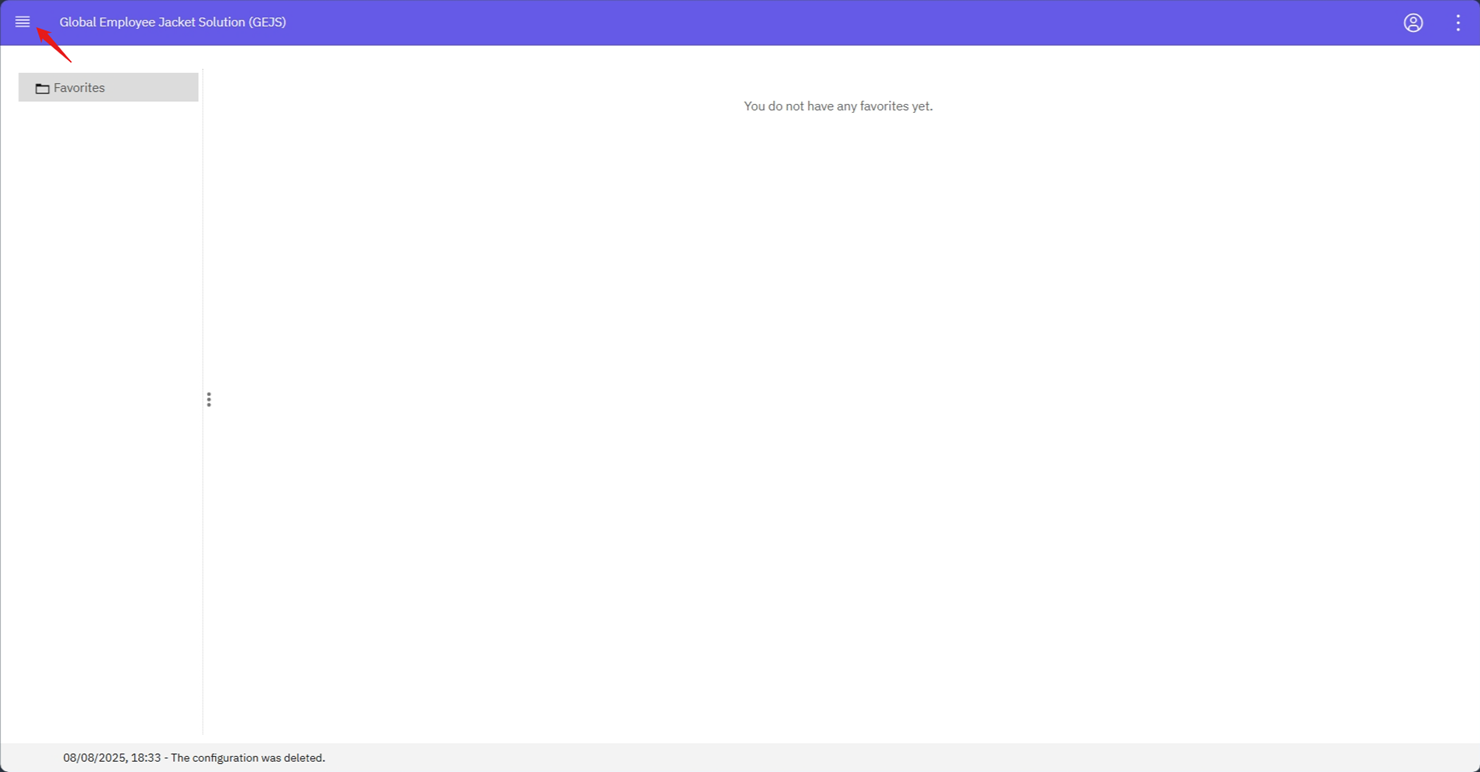 Global Employee Jacket Solution (GEJS)
Favorites
You do not have any favorites yet.
08/08/2025, 18:33 - The configuration was deleted.